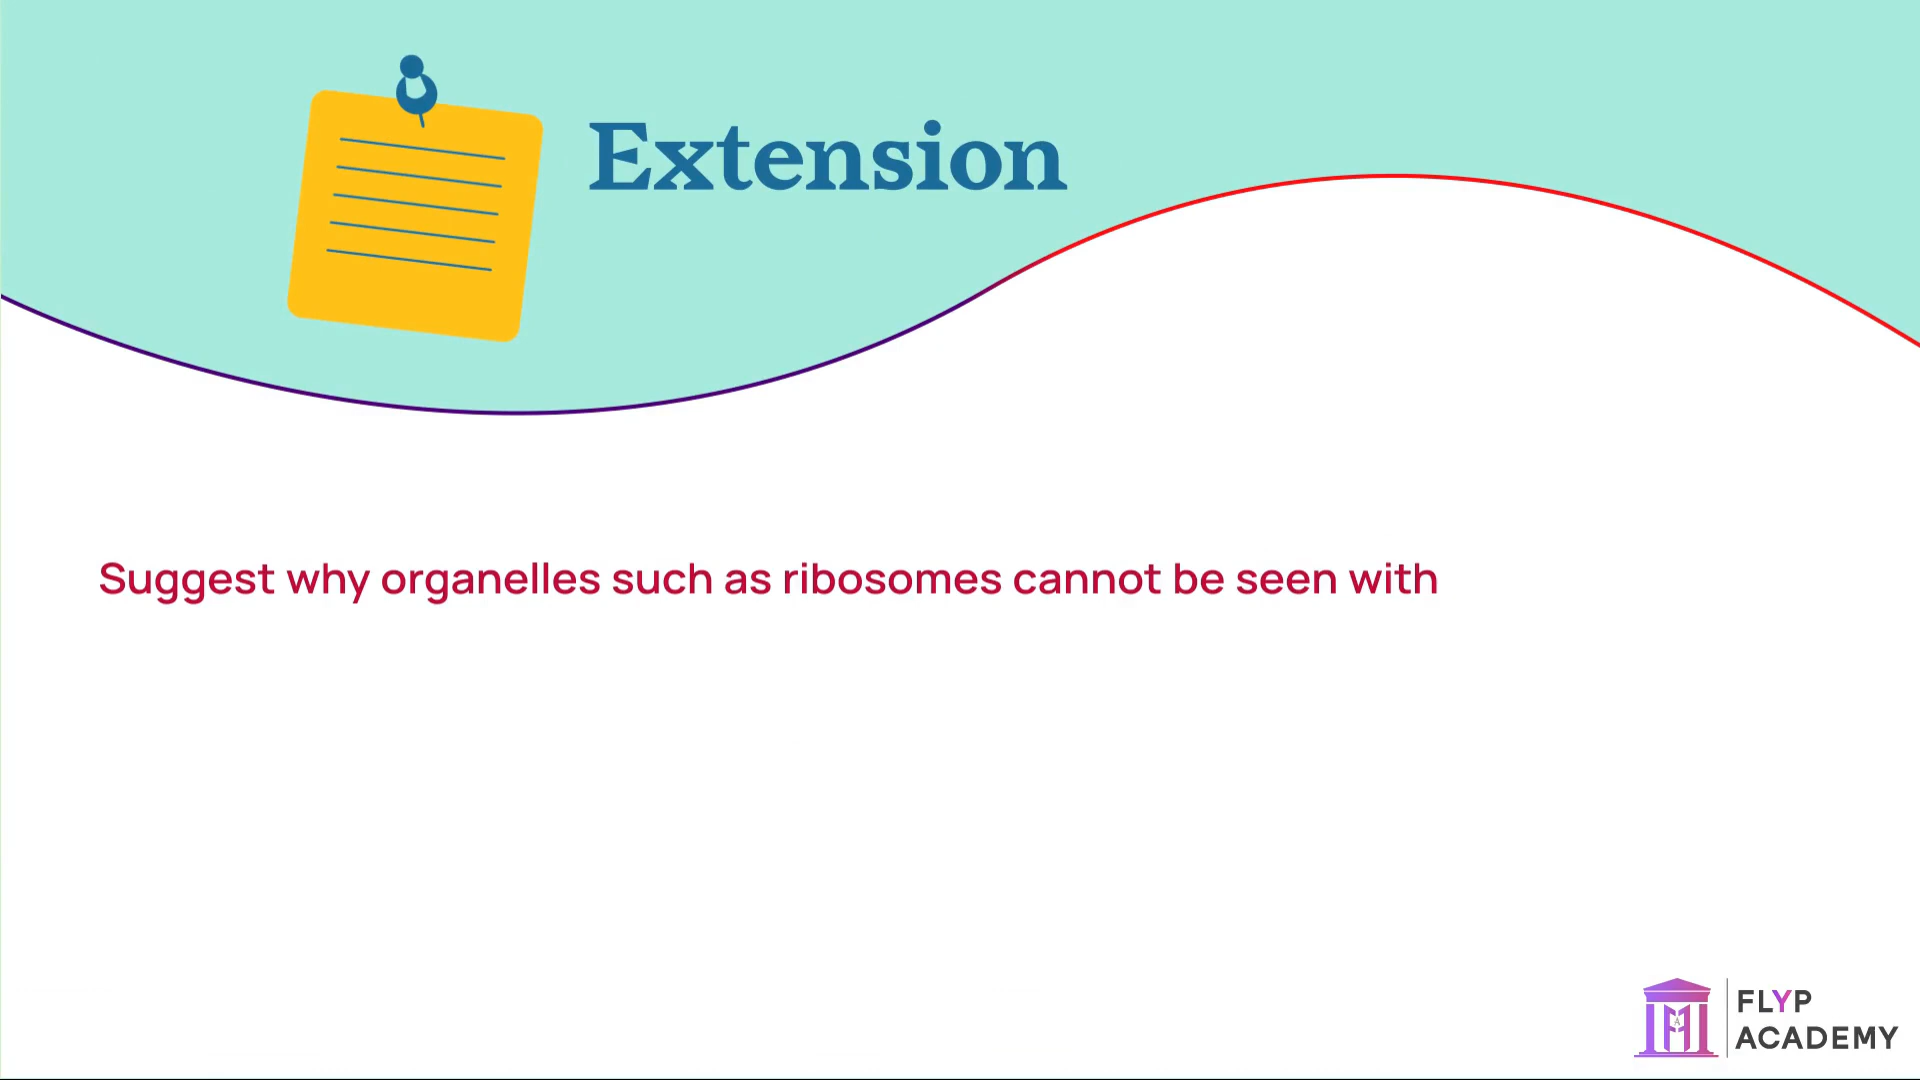 Extension
Suggest why organelles such as ribosomes cannot be seen with
FLYP
ACADEMY